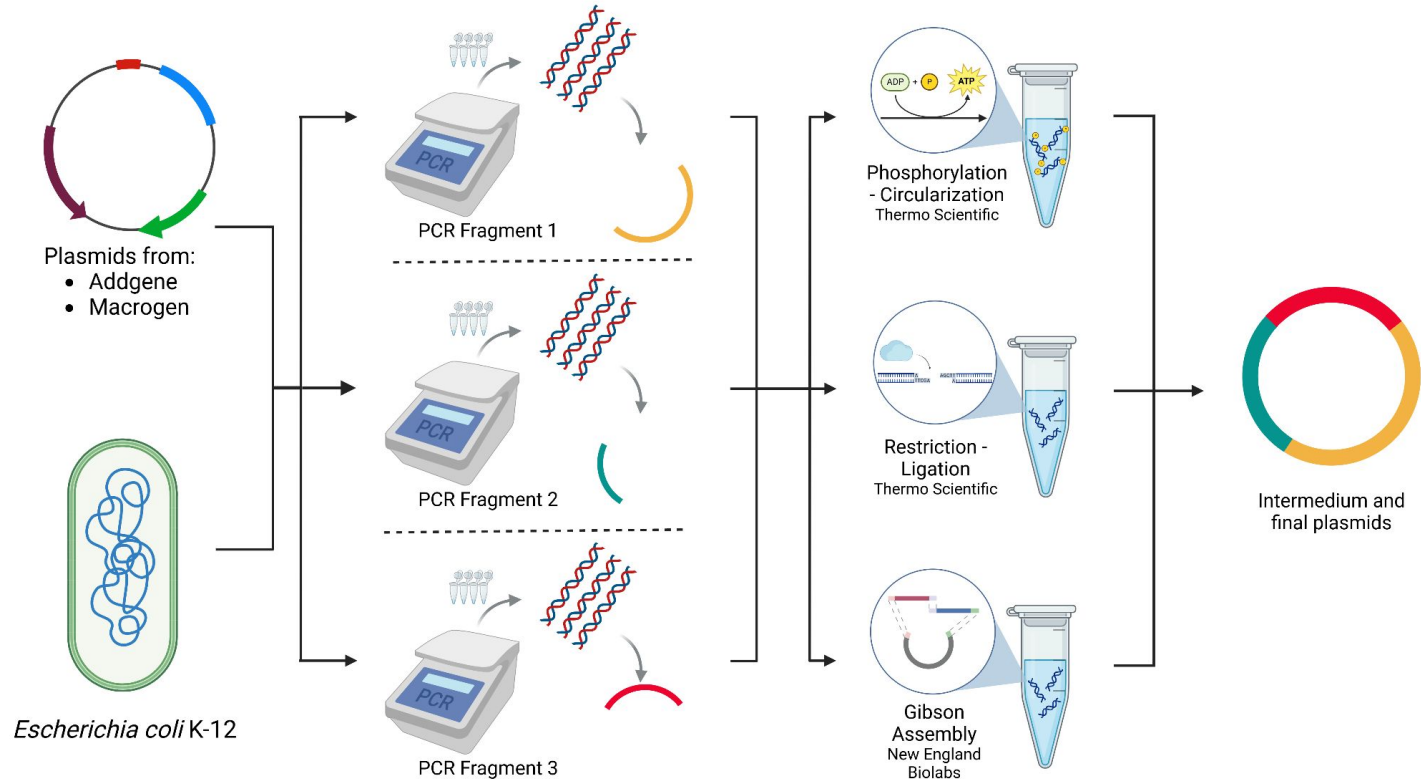 Plasmids from:
• Addgene
• Macrogen
Escherichia coli K-12
PCR
PCR Fragment 1
PCR
PCR Fragment 2
PCR
PCR Fragment 3
ADP + P ATP
Phosphorylation
- Circularization
Thermo Scientific
Restriction -
Ligation
Thermo Scientific
Gibson
Assembly
New England
Biolabs
Intermedium and
final plasmids